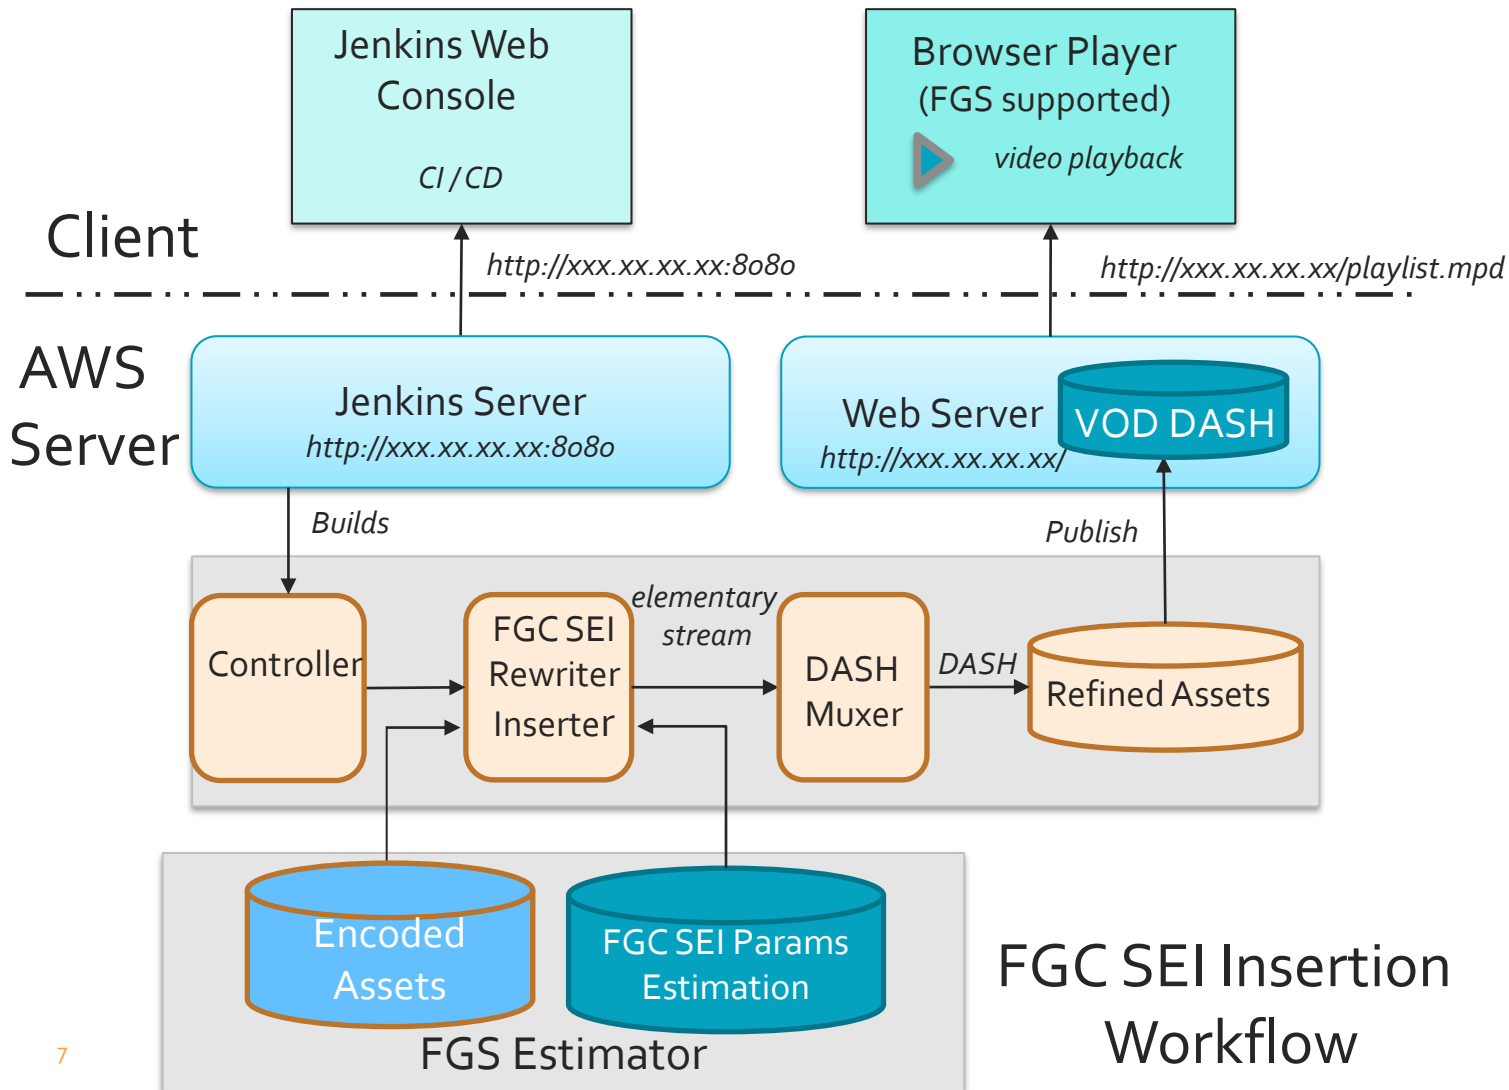 Jenkins Web
Console
CI / CD
Browser Player
(FGS supported)
video playback
Client
http://xxx.xx.xx.xx:8080
http://xxx.xx.xx.xx/playlist.mpd
AWS
Server
Jenkins Server
http://xxx.xx.xx.xx:8080
Web Server
http://xxx.xx.xx.xx/
VOD DASH
Builds
Publish
Controller
FGC SEI
Rewriter
Inserter
elementary
stream
DASH
Muxer
DASH
Refined Assets
Encoded
Assets
FGC SEI Params
Estimation
FGS Estimator
FGC SEI Insertion
Workflow
7